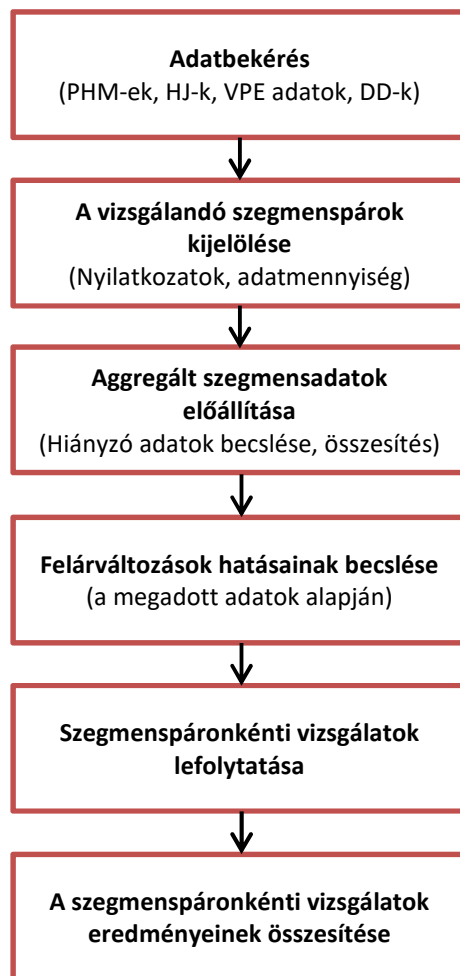 Adatbekérés
(PHM-ek, HJ-k, VPE adatok, DD-k)
A vizsgálandó szegmenspárok
kijelölése
(Nyilatkozatok, adatmennyiség)
Aggregált szegmensadatok
előállítása
(Hiányzó adatok becslése, összesítés)
Felárváltozások hatásainak becslése
(a megadott adatok alapján)
Szegmenspáronkénti vizsgálatok
lefolytatása
A szegmenspáronkénti vizsgálatok
eredményeinek összesítése